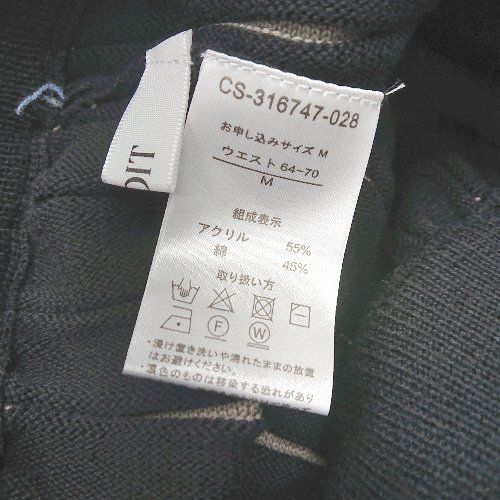 CS-316747-028
お申し込みサイズ M
ウエスト 64~70
M
組成表示
アクリル 55%
綿 45%
取り扱い方
F W
・浸け置き洗いや濡れたままの放置
はお避けください。
・濃色のものは移染する恐れがあり
DIT